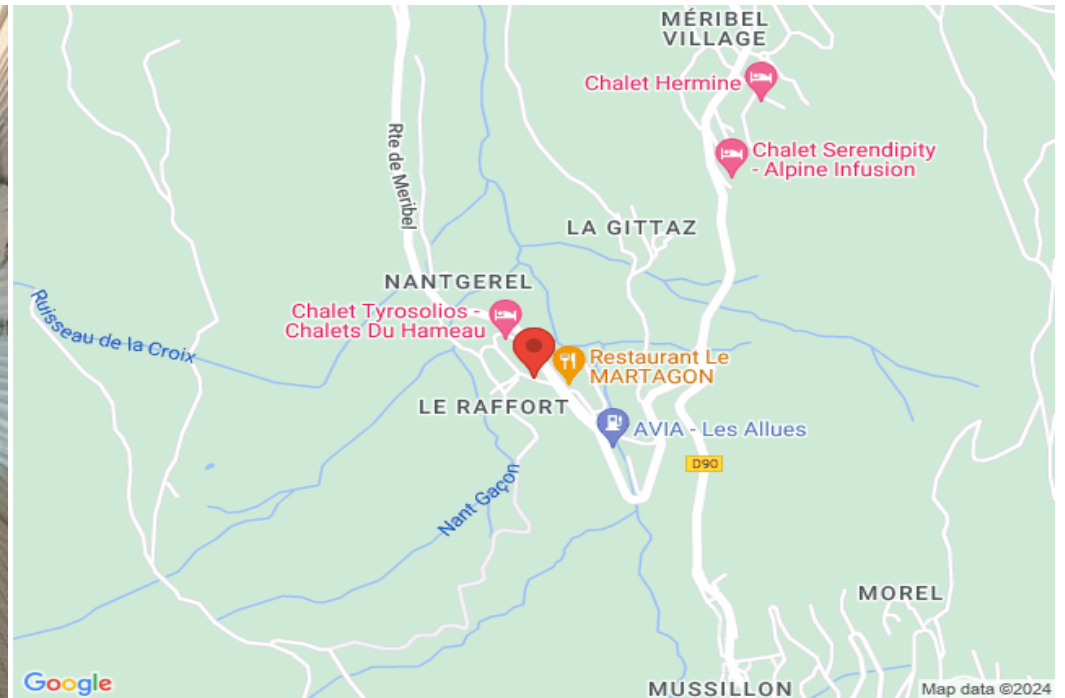 MÉRIBEL
VILLAGE
Chalet Hermine
Chalet Serendipity
- Alpine Infusion
Rte de Meribel
LA GITTAZ
NANTGEREL
Chalet Tyrosolios -
Chalets Du Hameau
Ruisseau de la Croix
Restaurant Le
MARTAGON
LE RAFFORT
AVIA - Les Allues
D90
Nant Gaçon
MOREL
MUSSILLON
Google
Map data ©2024